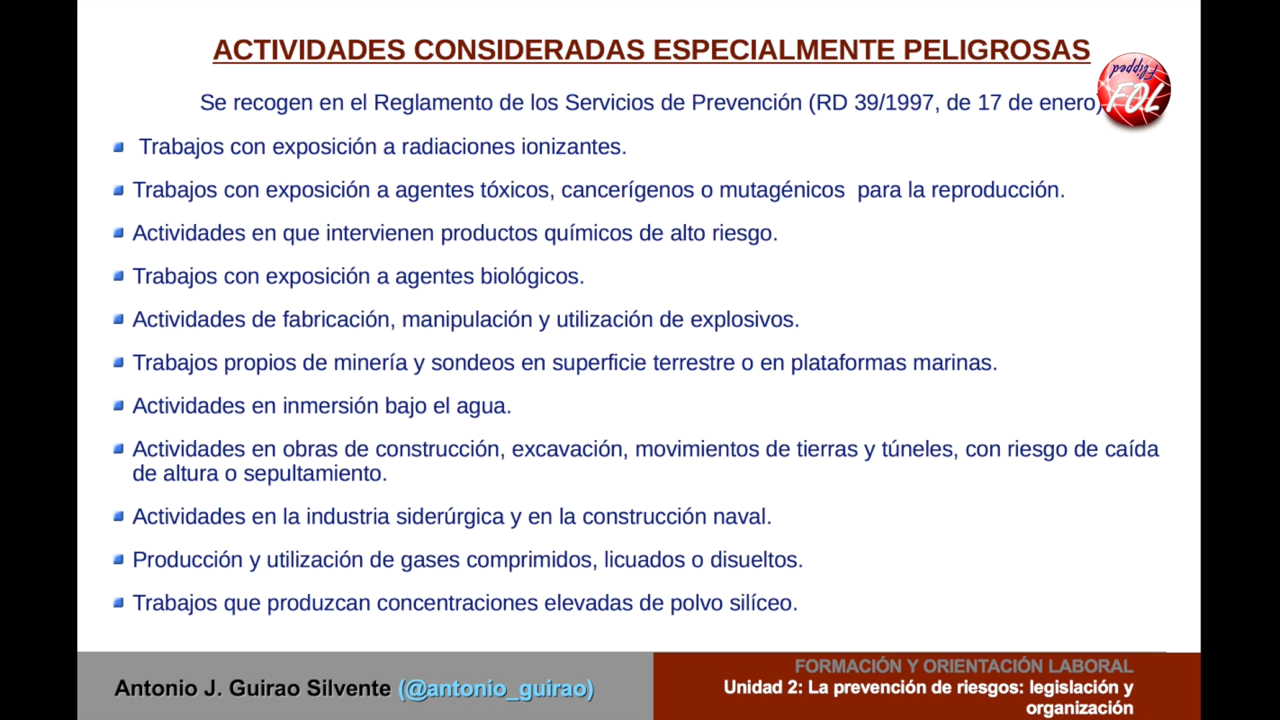 ACTIVIDADES CONSIDERADAS ESPECIALMENTE PELIGROSAS
Flipped
FOL
Se recogen en el Reglamento de los Servicios de Prevención (RD 39/1997, de 17 de enero)
Trabajos con exposición a radiaciones ionizantes.
Trabajos con exposición a agentes tóxicos, cancerígenos o mutagénicos para la reproducción.
Actividades en que intervienen productos químicos de alto riesgo.
Trabajos con exposición a agentes biológicos.
Actividades de fabricación, manipulación y utilización de explosivos.
Trabajos propios de minería y sondeos en superficie terrestre o en plataformas marinas.
Actividades en inmersión bajo el agua.
Actividades en obras de construcción, excavación, movimientos de tierras y túneles, con riesgo de caída
de altura o sepultamiento.
Actividades en la industria siderúrgica y en la construcción naval.
Producción y utilización de gases comprimidos, licuados o disueltos.
Trabajos que produzcan concentraciones elevadas de polvo silíceo.
Antonio J. Guirao Silvente (@antonio_guirao)
FORMACIÓN Y ORIENTACIÓN LABORAL
Unidad 2: La prevención de riesgos: legislación y
organización